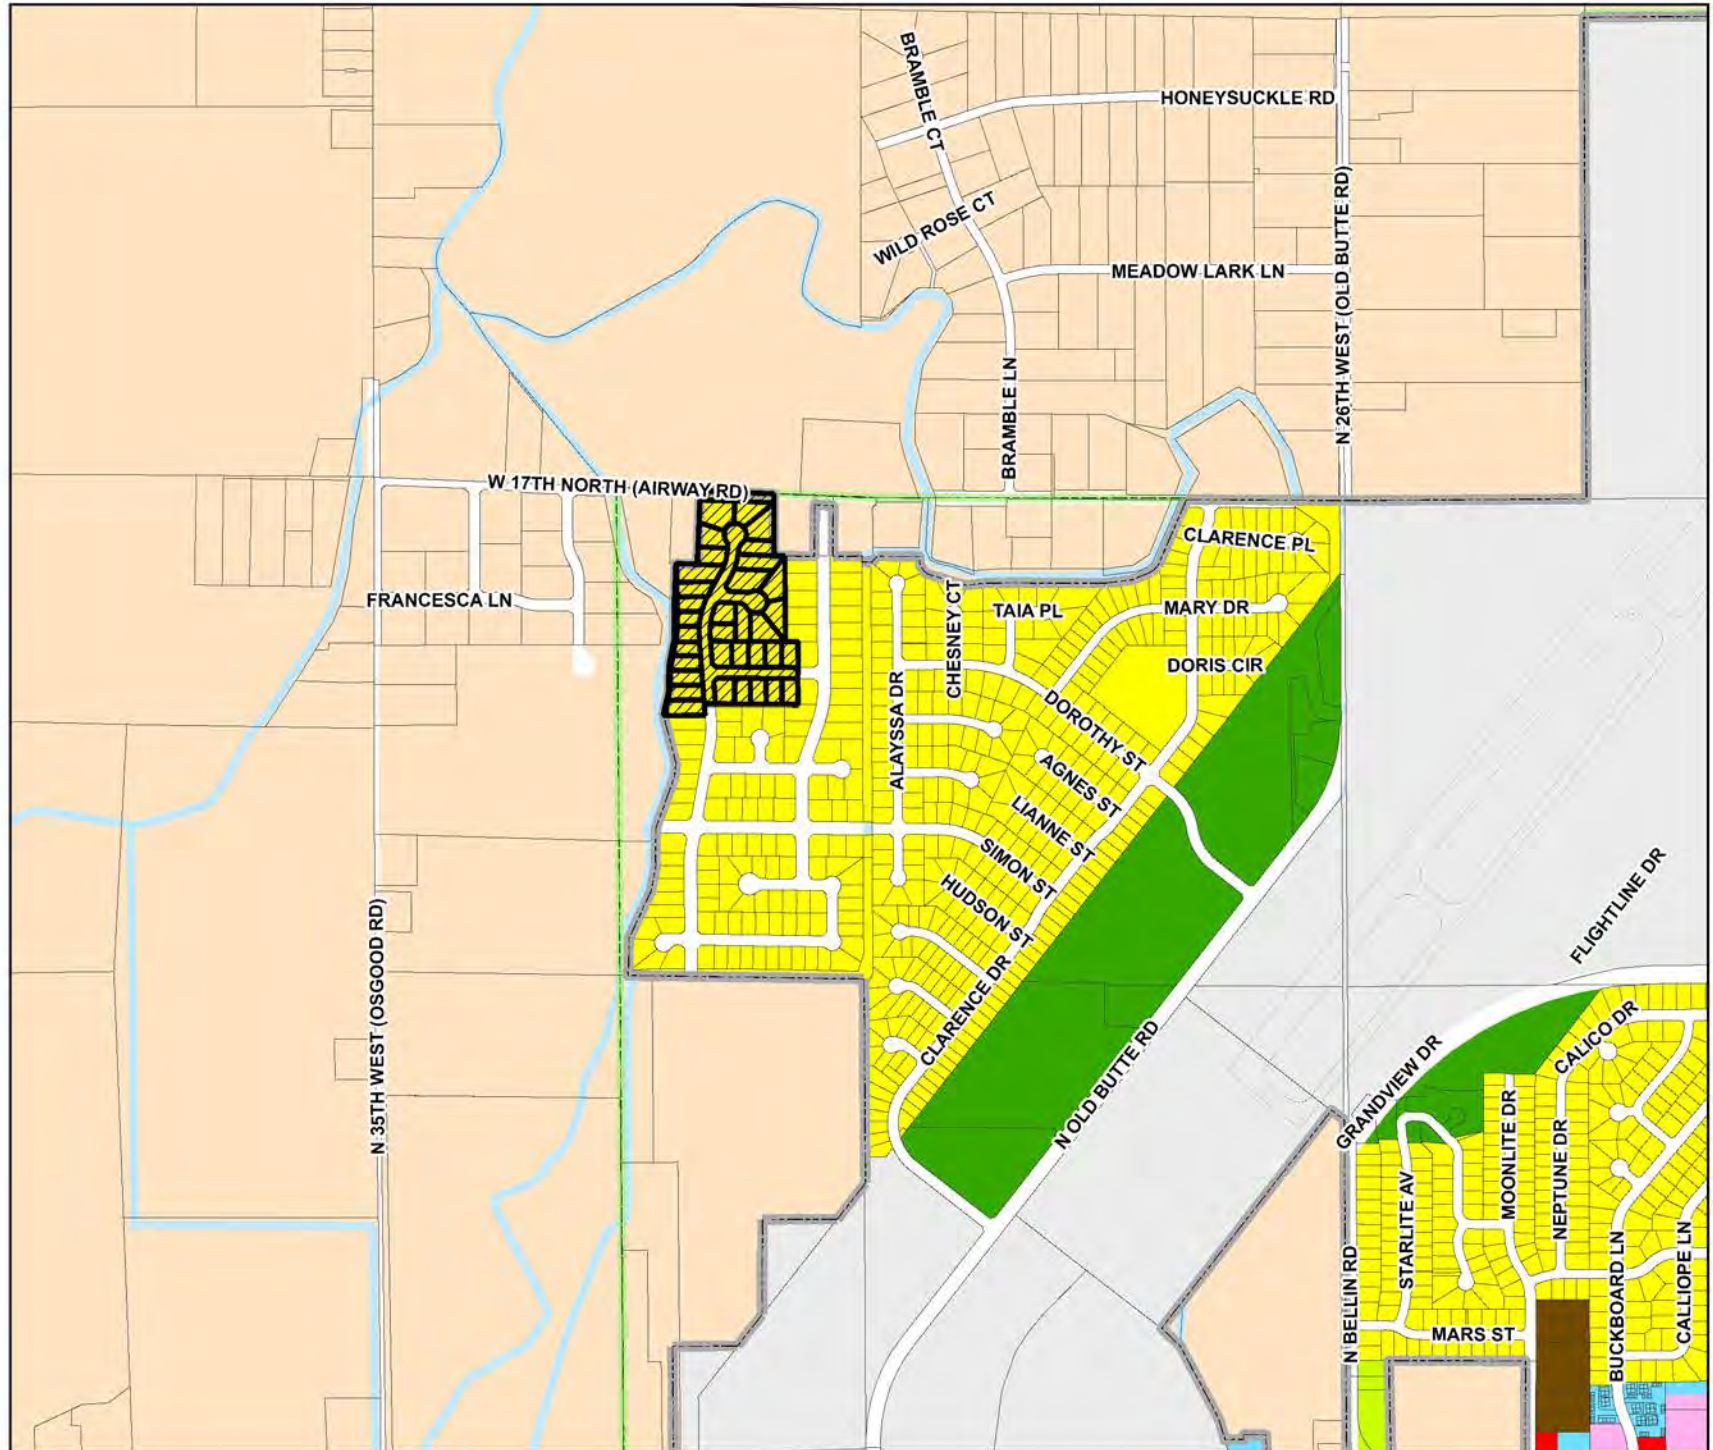 BRAMBLE CT
HONEYSUCKLE RD
WILD ROSE CT
MEADOW LARK LN
N 26TH WEST (OLD BUTTE RD)
BRAMBLE LN
W 17TH NORTH (AIRWAY RD)
CLARENCE PL
FRANCESCA LN
CHESNEY CT
TAIA PL
MARY DR
DORIS CIR
ALAYSSA DR
DOROTHY ST
AGNES ST
LIANNE ST
SIMON ST
HUDSON ST
CLARENCE DR
N 35TH WEST (OSGOOD RD)
N OLD BUTTE RD
FLIGHTLINE DR
GRANDVIEW DR
CALICO DR
MOONLITE DR
NEPTUNE DR
STARLITE AV
N BELLIN RD
BUCKBOARD LN
CALLIOPE LN
MARS ST